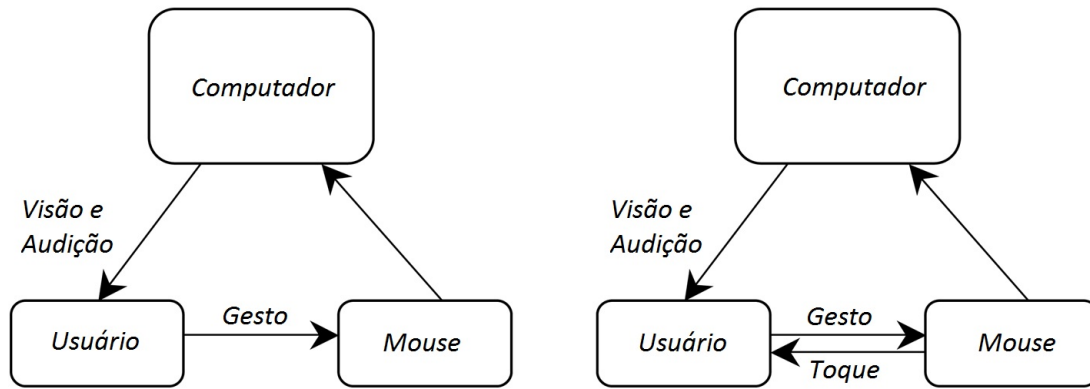 Computador
Visão e
Audição
Usuário
Gesto
Mouse
Computador
Visão e
Audição
Usuário
Gesto
Toque
Mouse